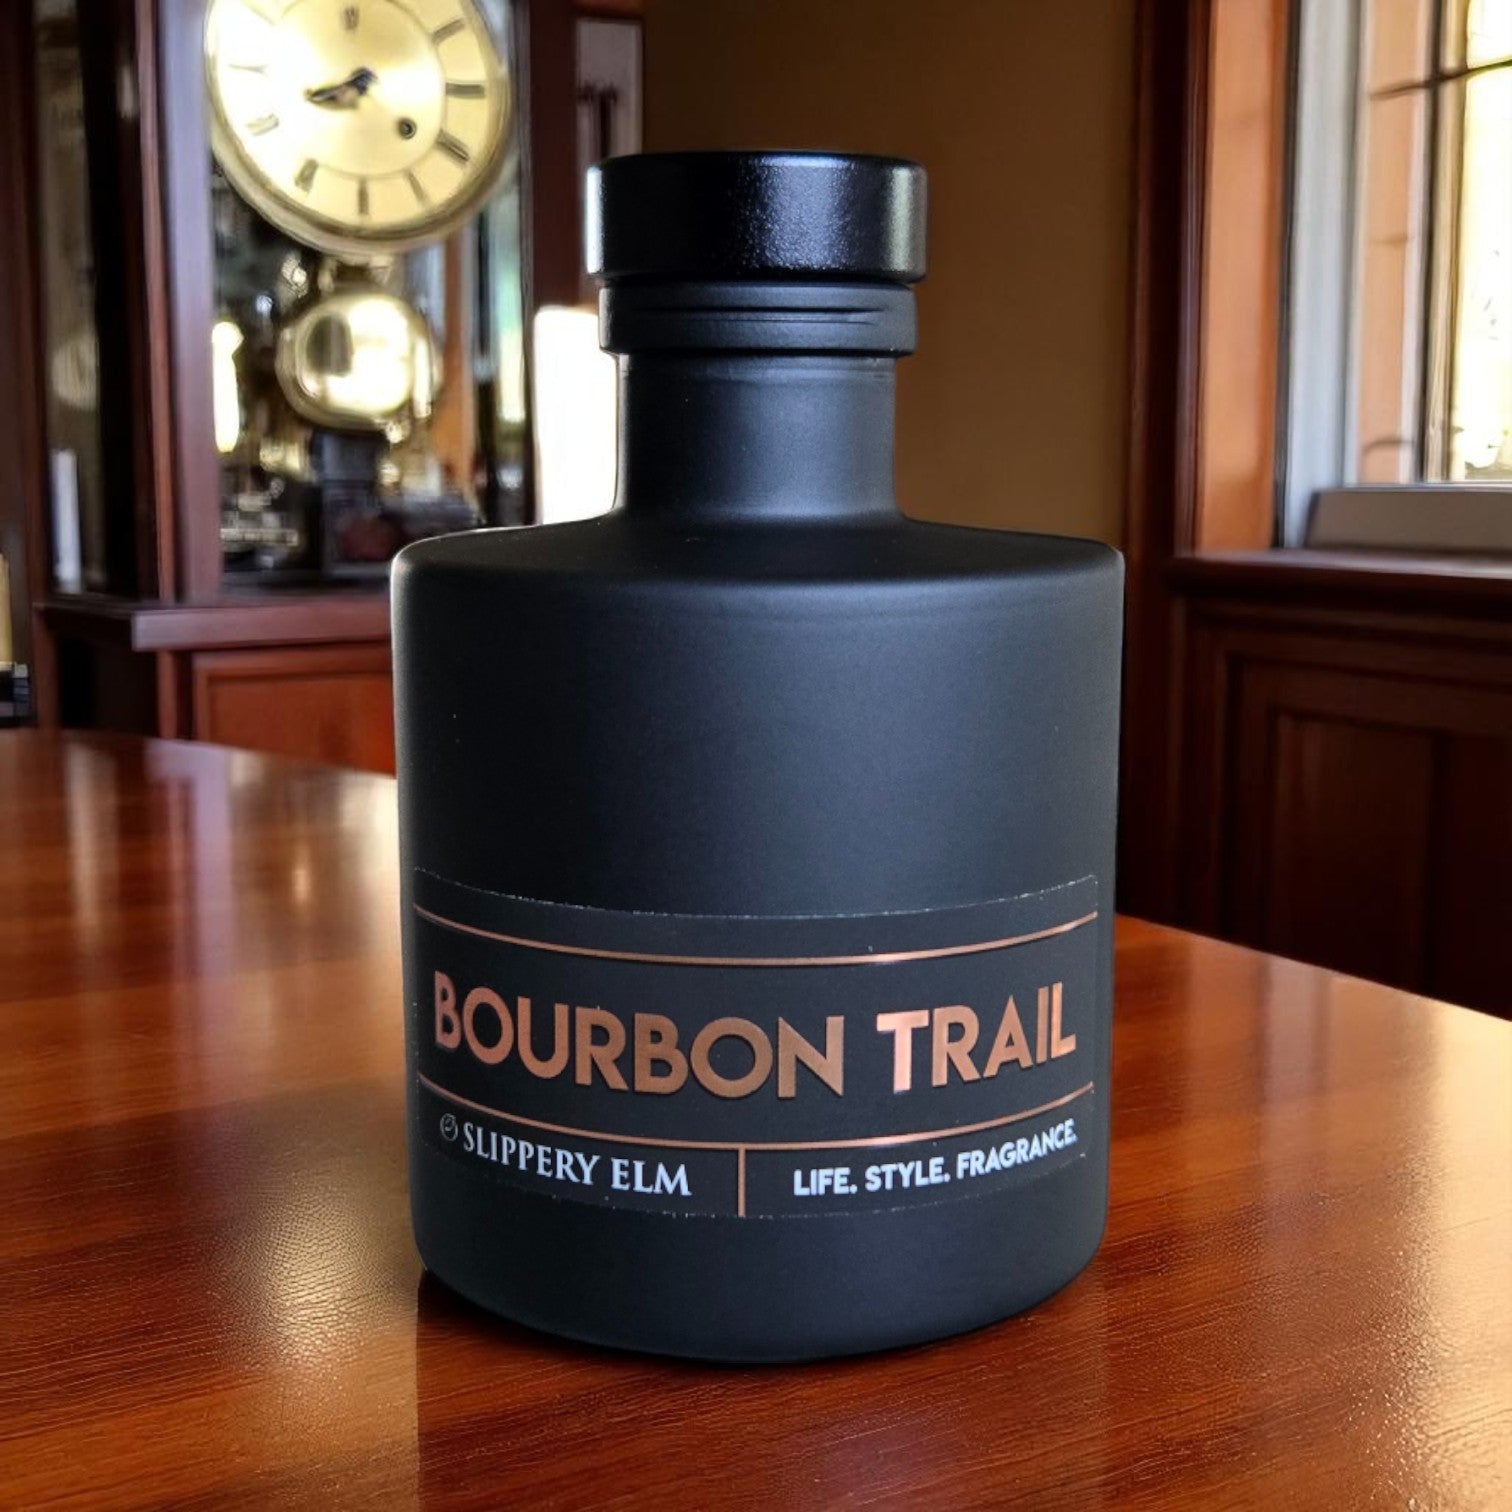 BOURBON TRAIL
SLIPPERY ELM
LIFE. STYLE. FRAGRANCE.